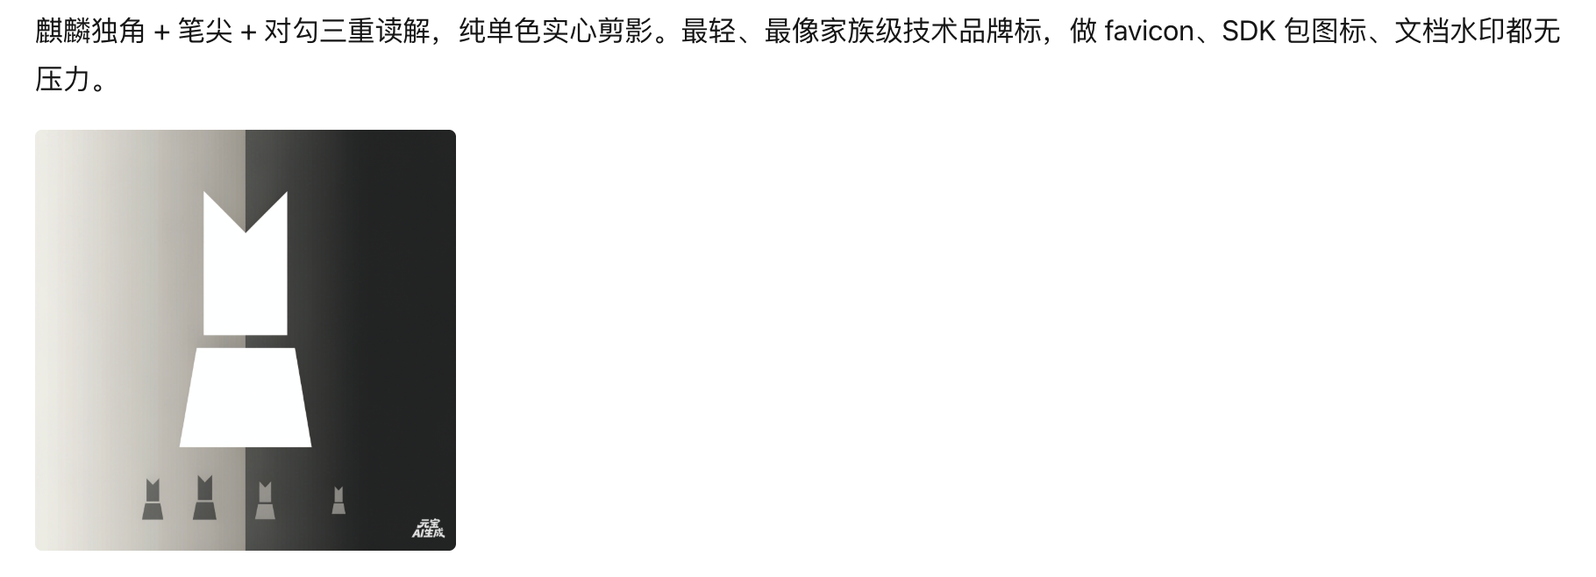 麒麟独角 + 笔尖 + 对勾三重读解，纯单色实心剪影。最轻、最像家族级技术品牌标，做 favicon、SDK 包图标、文档水印都无
压力。
元宝
AI生成